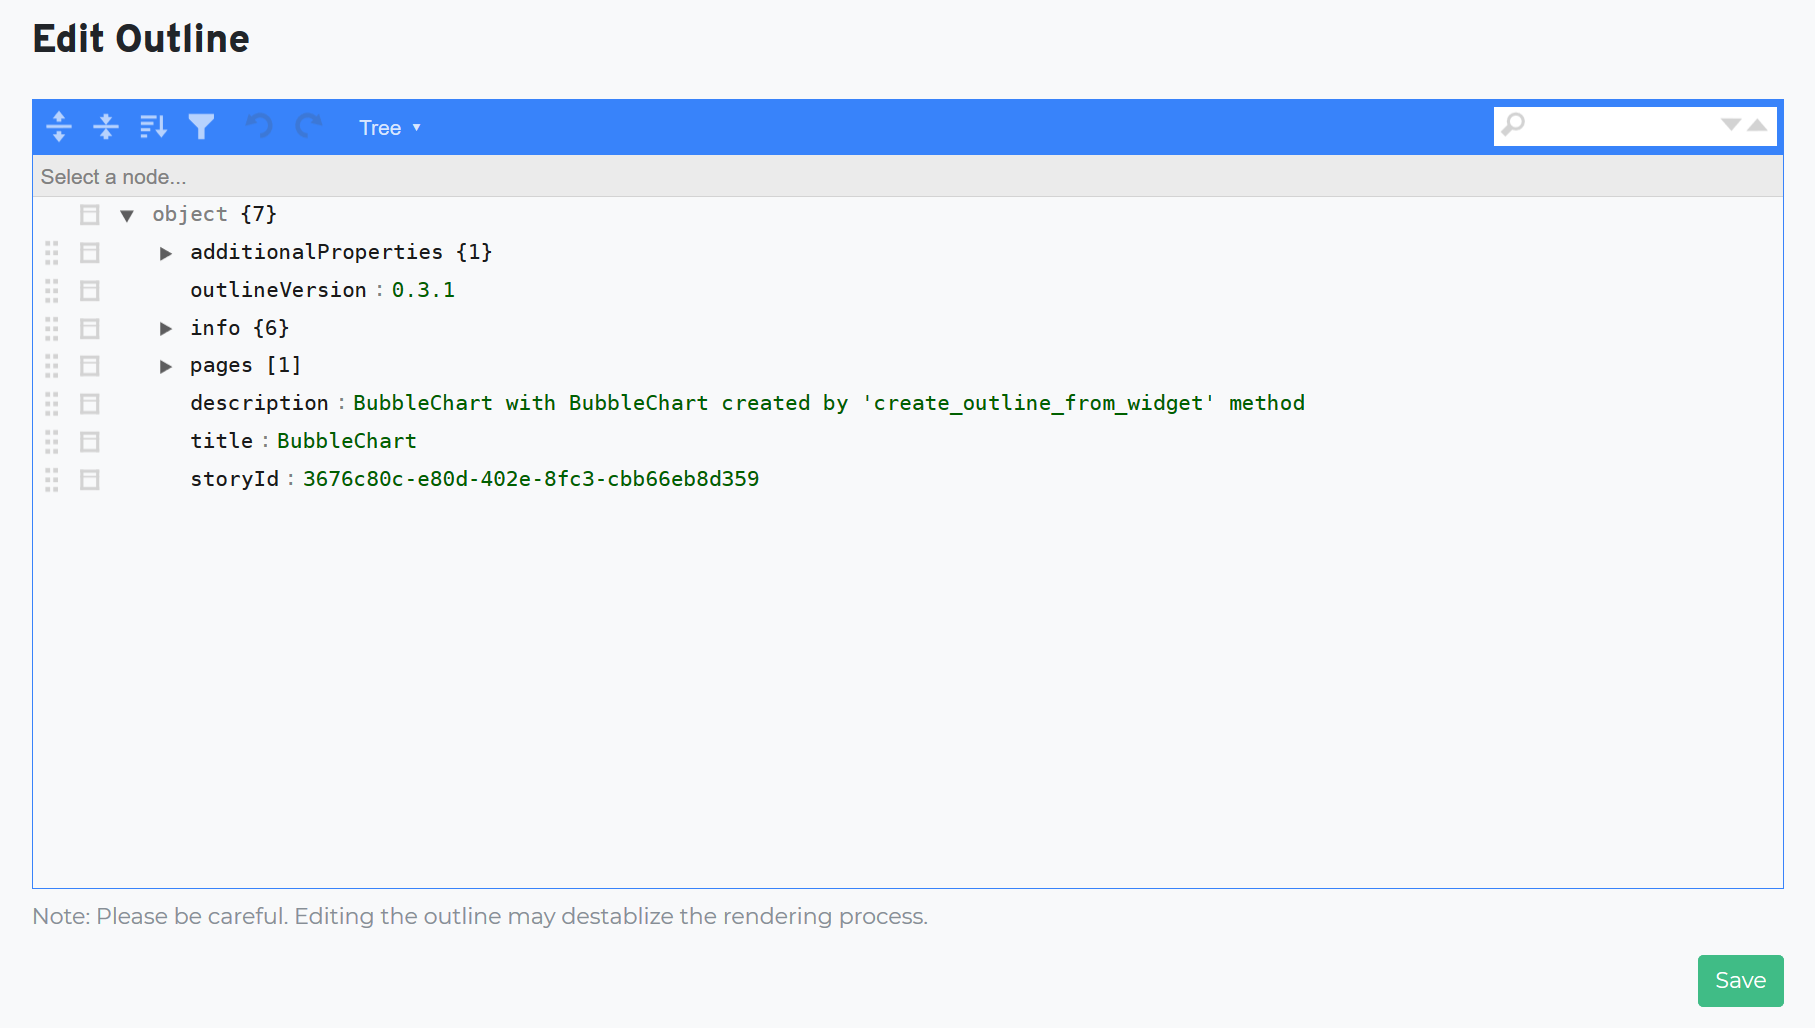 Edit Outline
Tree
Select a node...
object {7}
additionalProperties {1}
outlineVersion : 0.3.1
info {6}
pages [1]
description : BubbleChart with BubbleChart created by 'create_outline_from_widget' method
title : BubbleChart
storyId : 3676c80c-e80d-402e-8fc3-cbb66eb8d359
Note: Please be careful. Editing the outline may destablize the rendering process.
Save